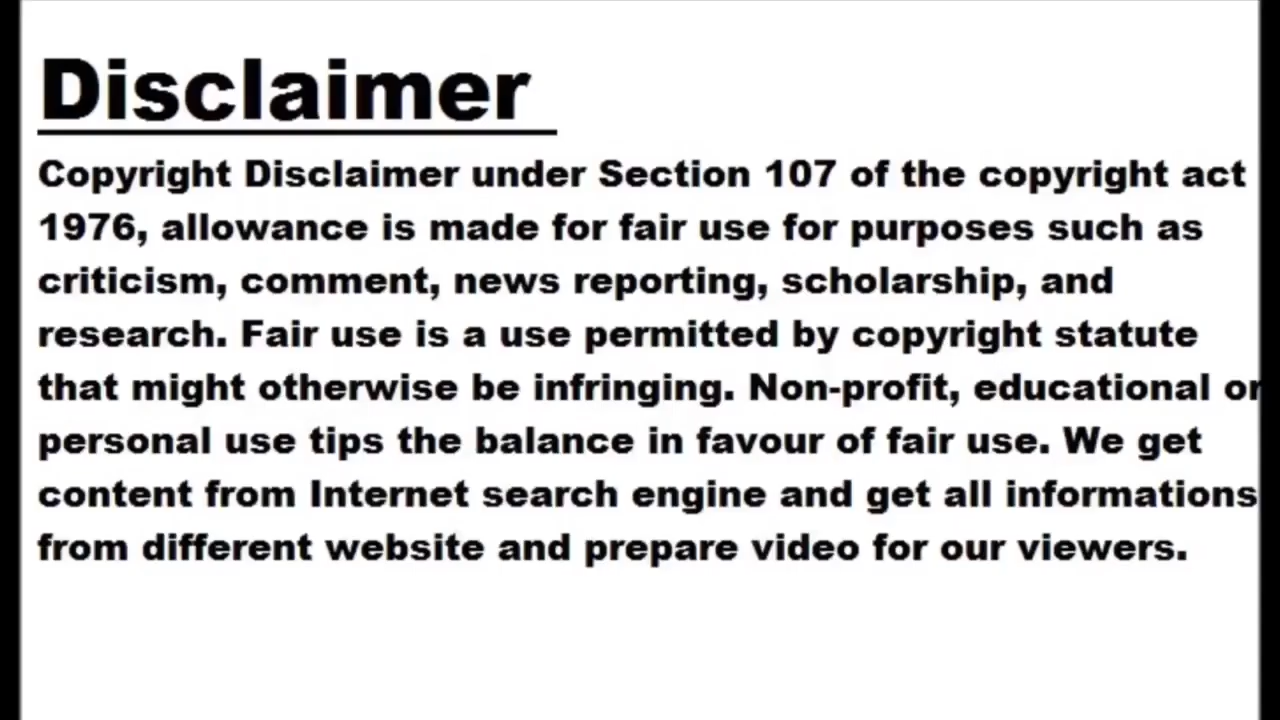 Disclaimer
Copyright Disclaimer under Section 107 of the copyright act
1976, allowance is made for fair use for purposes such as
criticism, comment, news reporting, scholarship, and
research. Fair use is a use permitted by copyright statute
that might otherwise be infringing. Non-profit, educational or
personal use tips the balance in favour of fair use. We get
content from Internet search engine and get all informations
from different website and prepare video for our viewers.